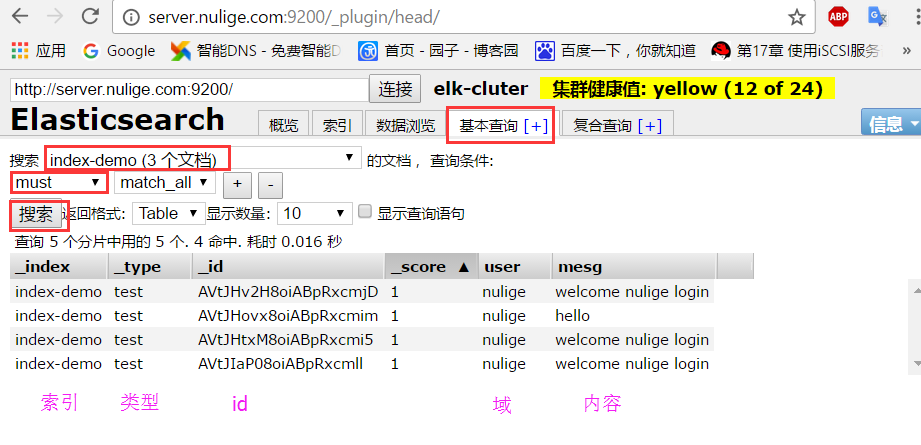 server.nulige.com:9200/_plugin/head/
ABP
应用 Google 智能DNS - 免费智能D 首页 - 园子 - 博客园 百度一下，你就知道 第17章 使用iSCSI服务 »
http://server.nulige.com:9200/ 连接 elk-cluter 集群健康值: yellow (12 of 24)
Elasticsearch 概览 索引 数据浏览 基本查询 [+] 复合查询 [+] 信息
搜索 index-demo (3 个文档) 的文档，查询条件:
must match_all + -
搜索 返回格式: Table 显示数量: 10 显示查询语句
查询 5 个分片中用的 5 个. 4 命中. 耗时 0.016 秒
_index _type _id _score ▲ user mesg
index-demo test AVtJHv2H8oiABpRxcmjD 1 nulige welcome nulige login
index-demo test AVtJHovx8oiABpRxcmim 1 nulige hello
index-demo test AVtJHtxM8oiABpRxcmi5 1 nulige welcome nulige login
index-demo test AVtJIaP08oiABpRxcmll 1 nulige welcome nulige login
索引 类型 id 域 内容